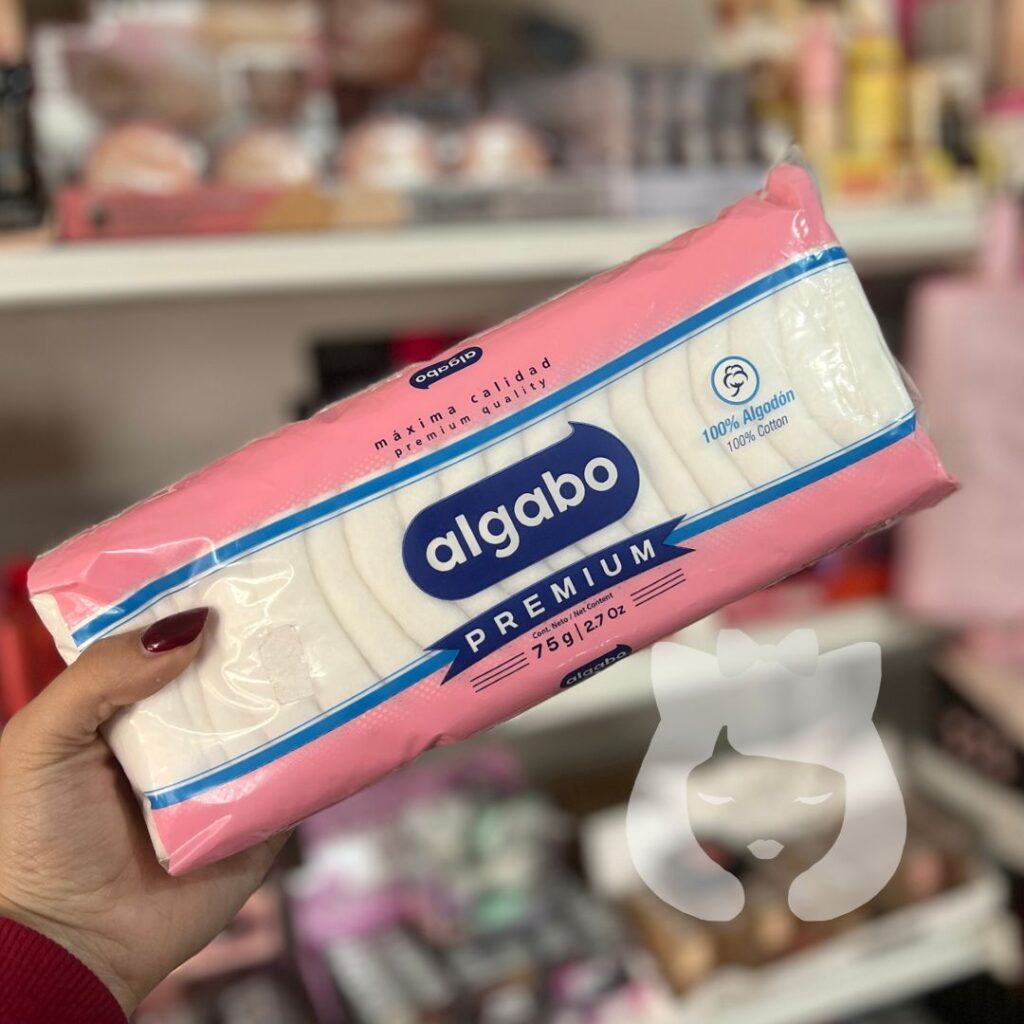 algabo
máxima calidad
premium quality
100% Algodón
100% Cotton
algabo
PREMIUM
Cont. Neto / Net Content
75 g | 2.7 Oz
algabo